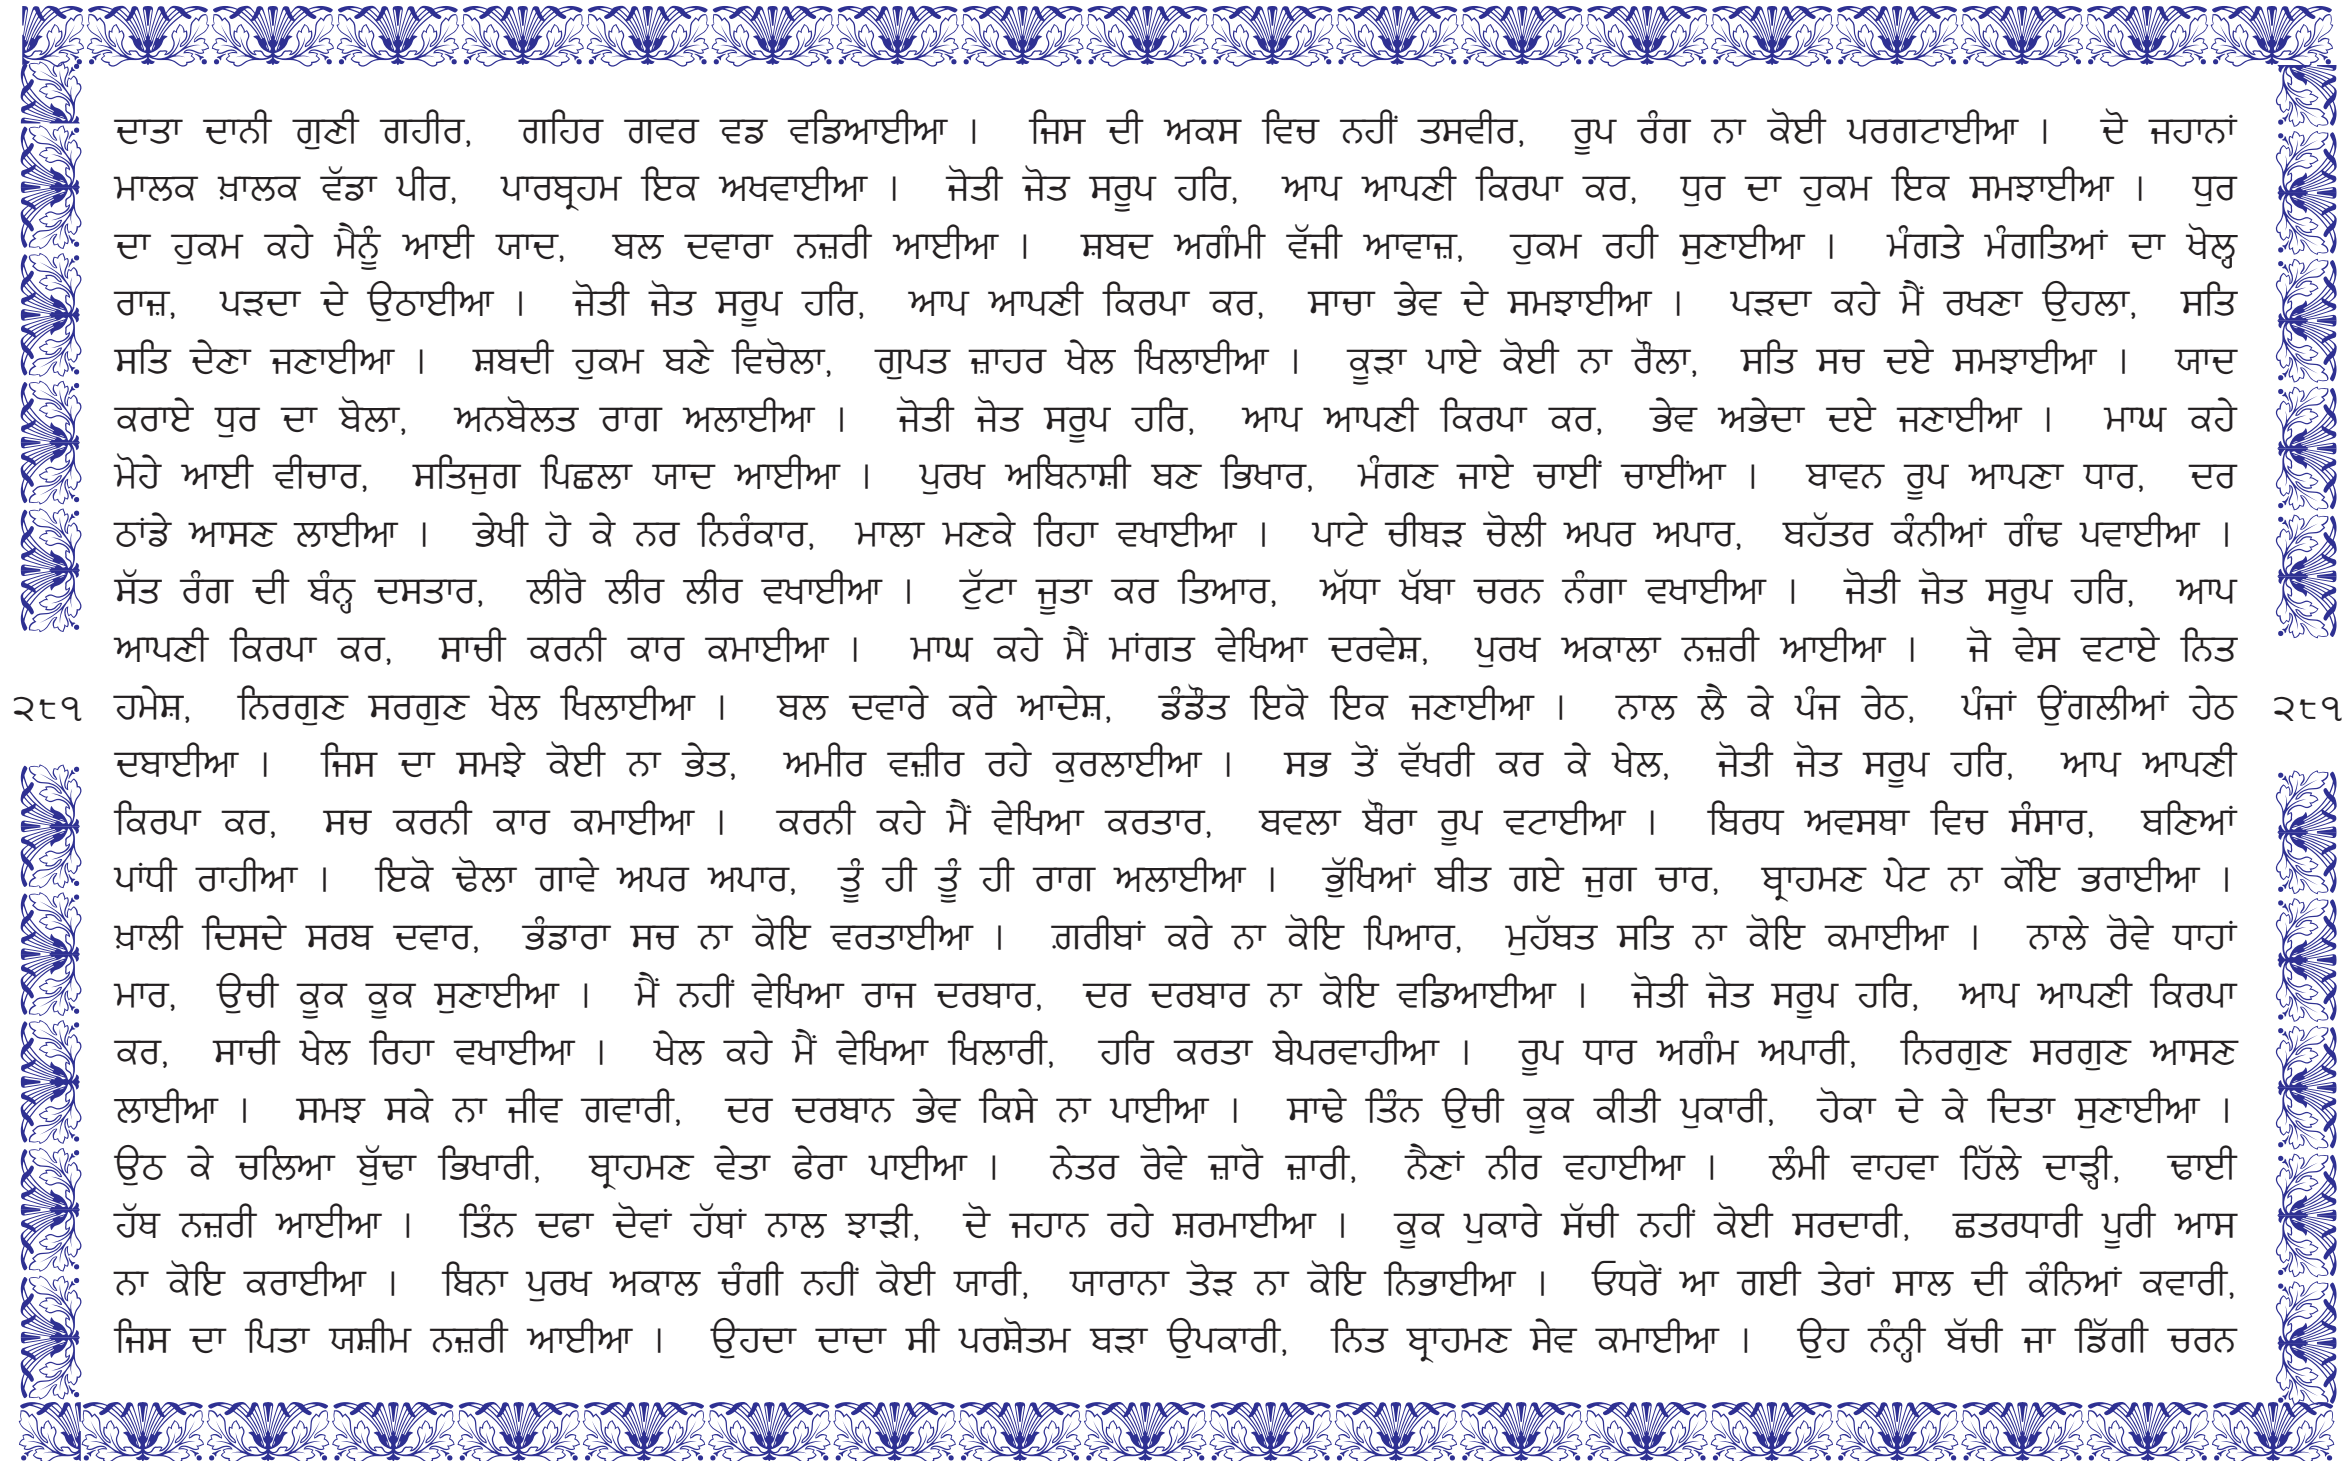 ਦਾਤਾ ਦਾਨੀ ਗੁਣੀ ਗਹੀਰ, ਗਹਿਰ ਗਵਰ ਵਡ ਵਡਿਆਈਆ । ਜਿਸ ਦੀ ਅਕਸ ਵਿਚ ਨਹੀਂ ਤਸਵੀਰ, ਰੂਪ ਰੰਗ ਨਾ ਕੋਈ ਪਰਗਟਾਈਆ । ਦੋ ਜਹਾਨਾਂ
ਮਾਲਕ ਖ਼ਾਲਕ ਵੱਡਾ ਪੀਰ, ਪਾਰਬ੍ਰਹਮ ਇਕ ਅਖਵਾਈਆ । ਜੋਤੀ ਜੋਤ ਸਰੂਪ ਹਰਿ, ਆਪ ਆਪਣੀ ਕਿਰਪਾ ਕਰ, ਧੁਰ ਦਾ ਹੁਕਮ ਇਕ ਸਮਝਾਈਆ । ਧੁਰ
ਦਾ ਹੁਕਮ ਕਹੇ ਮੈਨੂੰ ਆਈ ਯਾਦ, ਬਲ ਦਵਾਰਾ ਨਜ਼ਰੀ ਆਈਆ । ਸ਼ਬਦ ਅਗੰਮੀ ਵੱਜੀ ਆਵਾਜ਼, ਹੁਕਮ ਰਹੀ ਸੁਣਾਈਆ । ਮੰਗਤੇ ਮੰਗਤਿਆਂ ਦਾ ਖੋਲ੍ਹ
ਰਾਜ਼, ਪੜਦਾ ਦੇ ਉਠਾਈਆ । ਜੋਤੀ ਜੋਤ ਸਰੂਪ ਹਰਿ, ਆਪ ਆਪਣੀ ਕਿਰਪਾ ਕਰ, ਸਾਚਾ ਭੇਵ ਦੇ ਸਮਝਾਈਆ । ਪੜਦਾ ਕਹੇ ਮੈਂ ਰਖਣਾ ਉਹਲਾ, ਸਤਿ
ਸਤਿ ਦੇਣਾ ਜਣਾਈਆ । ਸ਼ਬਦੀ ਹੁਕਮ ਬਣੇ ਵਿਚੋਲਾ, ਗੁਪਤ ਜ਼ਾਹਰ ਖੇਲ ਖਿਲਾਈਆ । ਕੂੜਾ ਪਾਏ ਕੋਈ ਨਾ ਰੌਲਾ, ਸਤਿ ਸਚ ਦਏ ਸਮਝਾਈਆ । ਯਾਦ
ਕਰਾਏ ਧੁਰ ਦਾ ਬੋਲਾ, ਅਨਬੋਲਤ ਰਾਗ ਅਲਾਈਆ । ਜੋਤੀ ਜੋਤ ਸਰੂਪ ਹਰਿ, ਆਪ ਆਪਣੀ ਕਿਰਪਾ ਕਰ, ਭੇਵ ਅਭੇਦਾ ਦਏ ਜਣਾਈਆ । ਮਾਘ ਕਹੇ
ਮੋਹੇ ਆਈ ਵੀਚਾਰ, ਸਤਿਜੁਗ ਪਿਛਲਾ ਯਾਦ ਆਈਆ । ਪੁਰਖ ਅਬਿਨਾਸ਼ੀ ਬਣ ਭਿਖਾਰ, ਮੰਗਣ ਜਾਏ ਚਾਈਂ ਚਾਈਂਆ । ਬਾਵਨ ਰੂਪ ਆਪਣਾ ਧਾਰ, ਦਰ
ਠਾਂਡੇ ਆਸਣ ਲਾਈਆ । ਭੇਖੀ ਹੋ ਕੇ ਨਰ ਨਿਰੰਕਾਰ, ਮਾਲਾ ਮਣਕੇ ਰਿਹਾ ਵਖਾਈਆ । ਪਾਟੇ ਚੀਥੜ ਚੋਲੀ ਅਪਰ ਅਪਾਰ, ਬਹੱਤਰ ਕੰਨੀਆਂ ਗੰਢ ਪਵਾਈਆ ।
ਸੱਤ ਰੰਗ ਦੀ ਬੰਨ੍ਹ ਦਸਤਾਰ, ਲੀਰੋ ਲੀਰ ਲੀਰ ਵਖਾਈਆ । ਟੁੱਟਾ ਜੂਤਾ ਕਰ ਤਿਆਰ, ਅੱਧਾ ਖੱਬਾ ਚਰਨ ਨੰਗਾ ਵਖਾਈਆ । ਜੋਤੀ ਜੋਤ ਸਰੂਪ ਹਰਿ, ਆਪ
ਆਪਣੀ ਕਿਰਪਾ ਕਰ, ਸਾਚੀ ਕਰਨੀ ਕਾਰ ਕਮਾਈਆ । ਮਾਘ ਕਹੇ ਮੈਂ ਮਾਂਗਤ ਵੇਖਿਆ ਦਰਵੇਸ਼, ਪੁਰਖ ਅਕਾਲਾ ਨਜ਼ਰੀ ਆਈਆ । ਜੋ ਵੇਸ ਵਟਾਏ ਨਿਤ
੨੮੧ ਹਮੇਸ਼, ਨਿਰਗੁਣ ਸਰਗੁਣ ਖੇਲ ਖਿਲਾਈਆ । ਬਲ ਦਵਾਰੇ ਕਰੇ ਆਦੇਸ਼, ਡੰਡੌਤ ਇਕੋ ਇਕ ਜਣਾਈਆ । ਨਾਲ ਲੈ ਕੇ ਪੰਜ ਰੇਠ, ਪੰਜਾਂ ਉਂਗਲੀਆਂ ਹੇਠ ੨੮੧
ਦਬਾਈਆ । ਜਿਸ ਦਾ ਸਮਝੇ ਕੋਈ ਨਾ ਭੇਤ, ਅਮੀਰ ਵਜ਼ੀਰ ਰਹੇ ਕੁਰਲਾਈਆ । ਸਭ ਤੋਂ ਵੱਖਰੀ ਕਰ ਕੇ ਖੇਲ, ਜੋਤੀ ਜੋਤ ਸਰੂਪ ਹਰਿ, ਆਪ ਆਪਣੀ
ਕਿਰਪਾ ਕਰ, ਸਚ ਕਰਨੀ ਕਾਰ ਕਮਾਈਆ । ਕਰਨੀ ਕਹੇ ਮੈਂ ਵੇਖਿਆ ਕਰਤਾਰ, ਬਵਲਾ ਬੌਰਾ ਰੂਪ ਵਟਾਈਆ । ਬਿਰਧ ਅਵਸਥਾ ਵਿਚ ਸੰਸਾਰ, ਬਣਿਆਂ
ਪਾਂਧੀ ਰਾਹੀਆ । ਇਕੋ ਢੋਲਾ ਗਾਵੇ ਅਪਰ ਅਪਾਰ, ਤੂੰ ਹੀ ਤੂੰ ਹੀ ਰਾਗ ਅਲਾਈਆ । ਭੁੱਖਿਆਂ ਬੀਤ ਗਏ ਜੁਗ ਚਾਰ, ਬ੍ਰਾਹਮਣ ਪੇਟ ਨਾ ਕੋਇ ਭਰਾਈਆ ।
ਖ਼ਾਲੀ ਦਿਸਦੇ ਸਰਬ ਦਵਾਰ, ਭੰਡਾਰਾ ਸਚ ਨਾ ਕੋਇ ਵਰਤਾਈਆ । ਗ਼ਰੀਬਾਂ ਕਰੇ ਨਾ ਕੋਇ ਪਿਆਰ, ਮੁਹੱਬਤ ਸਤਿ ਨਾ ਕੋਇ ਕਮਾਈਆ । ਨਾਲੇ ਰੋਵੇ ਧਾਹਾਂ
ਮਾਰ, ਉਚੀ ਕੂਕ ਕੂਕ ਸੁਣਾਈਆ । ਮੈਂ ਨਹੀਂ ਵੇਖਿਆ ਰਾਜ ਦਰਬਾਰ, ਦਰ ਦਰਬਾਰ ਨਾ ਕੋਇ ਵਡਿਆਈਆ । ਜੋਤੀ ਜੋਤ ਸਰੂਪ ਹਰਿ, ਆਪ ਆਪਣੀ ਕਿਰਪਾ
ਕਰ, ਸਾਚੀ ਖੇਲ ਰਿਹਾ ਵਖਾਈਆ । ਖੇਲ ਕਹੇ ਮੈਂ ਵੇਖਿਆ ਖਿਲਾਰੀ, ਹਰਿ ਕਰਤਾ ਬੇਪਰਵਾਹੀਆ । ਰੂਪ ਧਾਰ ਅਗੰਮ ਅਪਾਰੀ, ਨਿਰਗੁਣ ਸਰਗੁਣ ਆਸਣ
ਲਾਈਆ । ਸਮਝ ਸਕੇ ਨਾ ਜੀਵ ਗਵਾਰੀ, ਦਰ ਦਰਬਾਨ ਭੇਵ ਕਿਸੇ ਨਾ ਪਾਈਆ । ਸਾਢੇ ਤਿੰਨ ਉਚੀ ਕੂਕ ਕੀਤੀ ਪੁਕਾਰੀ, ਹੋਕਾ ਦੇ ਕੇ ਦਿਤਾ ਸੁਣਾਈਆ ।
ਉਠ ਕੇ ਚਲਿਆ ਬੁੱਢਾ ਭਿਖਾਰੀ, ਬ੍ਰਾਹਮਣ ਵੇਤਾ ਫੇਰਾ ਪਾਈਆ । ਨੇਤਰ ਰੋਵੇ ਜ਼ਾਰੋ ਜ਼ਾਰੀ, ਨੈਣਾਂ ਨੀਰ ਵਹਾਈਆ । ਲੰਮੀ ਵਾਹਵਾ ਹਿੱਲੇ ਦਾੜ੍ਹੀ, ਢਾਈ
ਹੱਥ ਨਜ਼ਰੀ ਆਈਆ । ਤਿੰਨ ਦਫਾ ਦੋਵਾਂ ਹੱਥਾਂ ਨਾਲ ਝਾੜੀ, ਦੋ ਜਹਾਨ ਰਹੇ ਸ਼ਰਮਾਈਆ । ਕੂਕ ਪੁਕਾਰੇ ਸੱਚੀ ਨਹੀਂ ਕੋਈ ਸਰਦਾਰੀ, ਛਤਰਧਾਰੀ ਪੂਰੀ ਆਸ
ਨਾ ਕੋਇ ਕਰਾਈਆ । ਬਿਨਾ ਪੁਰਖ ਅਕਾਲ ਚੰਗੀ ਨਹੀਂ ਕੋਈ ਯਾਰੀ, ਯਾਰਾਨਾ ਤੋੜ ਨਾ ਕੋਇ ਨਿਭਾਈਆ । ਓਧਰੋਂ ਆ ਗਈ ਤੇਰਾਂ ਸਾਲ ਦੀ ਕੰਨਿਆਂ ਕਵਾਰੀ,
ਜਿਸ ਦਾ ਪਿਤਾ ਯਸ਼ੀਮ ਨਜ਼ਰੀ ਆਈਆ । ਉਹਦਾ ਦਾਦਾ ਸੀ ਪਰਸ਼ੋਤਮ ਬੜਾ ਉਪਕਾਰੀ, ਨਿਤ ਬ੍ਰਾਹਮਣ ਸੇਵ ਕਮਾਈਆ । ਉਹ ਨੰਨ੍ਹੀ ਬੱਚੀ ਜਾ ਡਿੱਗੀ ਚਰਨ